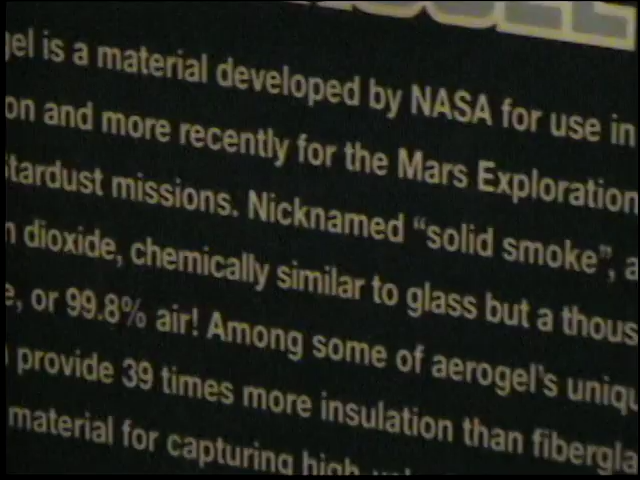 gel is a material developed by NASA for use in
on and more recently for the Mars Exploration
tardust missions. Nicknamed “solid smoke”, a
n dioxide, chemically similar to glass but a thous
e, or 99.8% air! Among some of aerogel's uniqu
provide 39 times more insulation than fibergla
material for capturing high